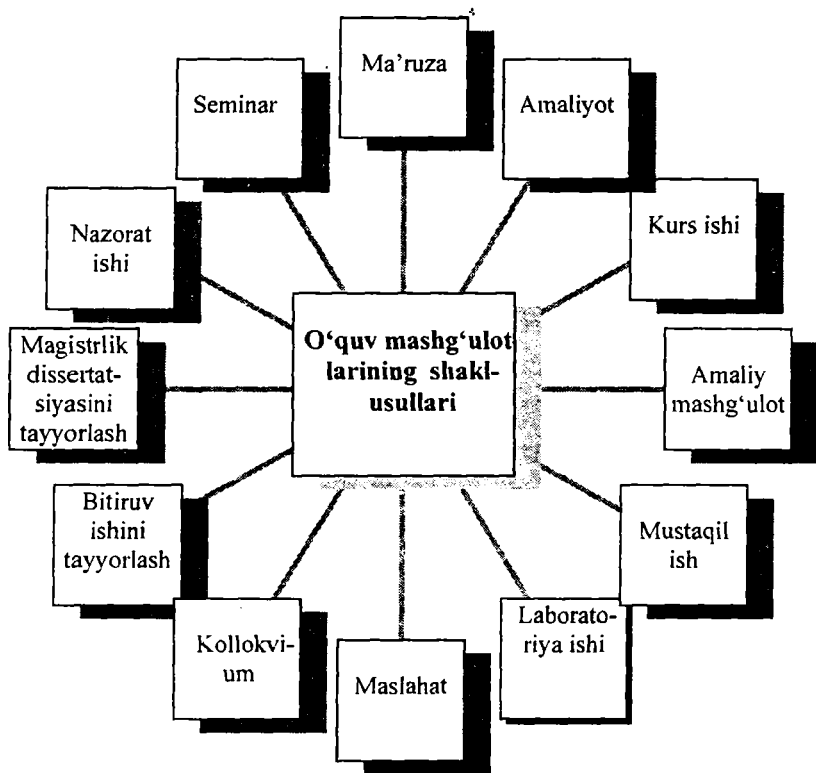 Ma’ruza
Seminar
Amaliyot
Nazorat
ishi
Kurs ishi
O‘quv mashg‘ulot
larining shakl-
usullari
Magistrlik
dissertat-
siyasini
tayyorlash
Amaliy
mashg‘ulot
Bitiruv
ishini
tayyorlash
Mustaqil
ish
Kollokvi-
um
Maslahat
Laborato-
riya ishi